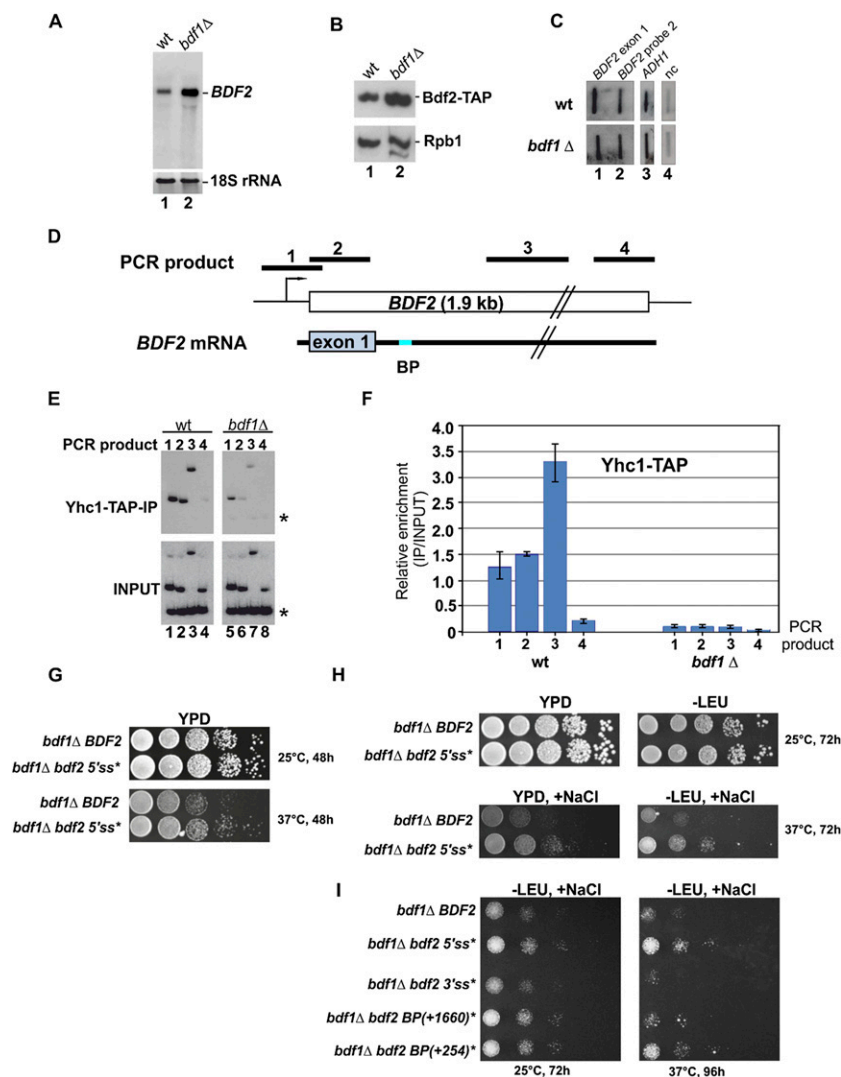 A
wt
bdf1Δ
BDF2
18S rRNA
1 2
B
wt
bdf1Δ
Bdf2-TAP
Rpb1
1 2
C
BDF2 exon 1
BDF2 probe 2
ADH1
nc
wt
bdf1 Δ
1 2 3 4
D
PCR product
1 2 3 4
BDF2 (1.9 kb)
BDF2 mRNA
exon 1
BP
E
wt bdf1Δ
PCR product
1 2 3 4 1 2 3 4
Yhc1-TAP-IP
*
INPUT
*
1 2 3 4 5 6 7 8
F
Yhc1-TAP
Relative enrichment
(IP/INPUT)
4.0
3.5
3.0
2.5
2.0
1.5
1.0
0.5
0
1 2 3 4 1 2 3 4
PCR
product
wt bdf1 Δ
G
YPD
bdf1Δ BDF2
bdf1Δ bdf2 5'ss*
25°C, 48h
bdf1Δ BDF2
bdf1Δ bdf2 5'ss*
37°C, 48h
H
YPD -LEU
bdf1Δ BDF2
bdf1Δ bdf2 5'ss*
25°C, 72h
YPD, +NaCl -LEU, +NaCl
bdf1Δ BDF2
bdf1Δ bdf2 5'ss*
37°C, 72h
I
-LEU, +NaCl -LEU, +NaCl
bdf1Δ BDF2
bdf1Δ bdf2 5'ss*
bdf1Δ bdf2 3'ss*
bdf1Δ bdf2 BP(+1660)*
bdf1Δ bdf2 BP(+254)*
25°C, 72h 37°C, 96h